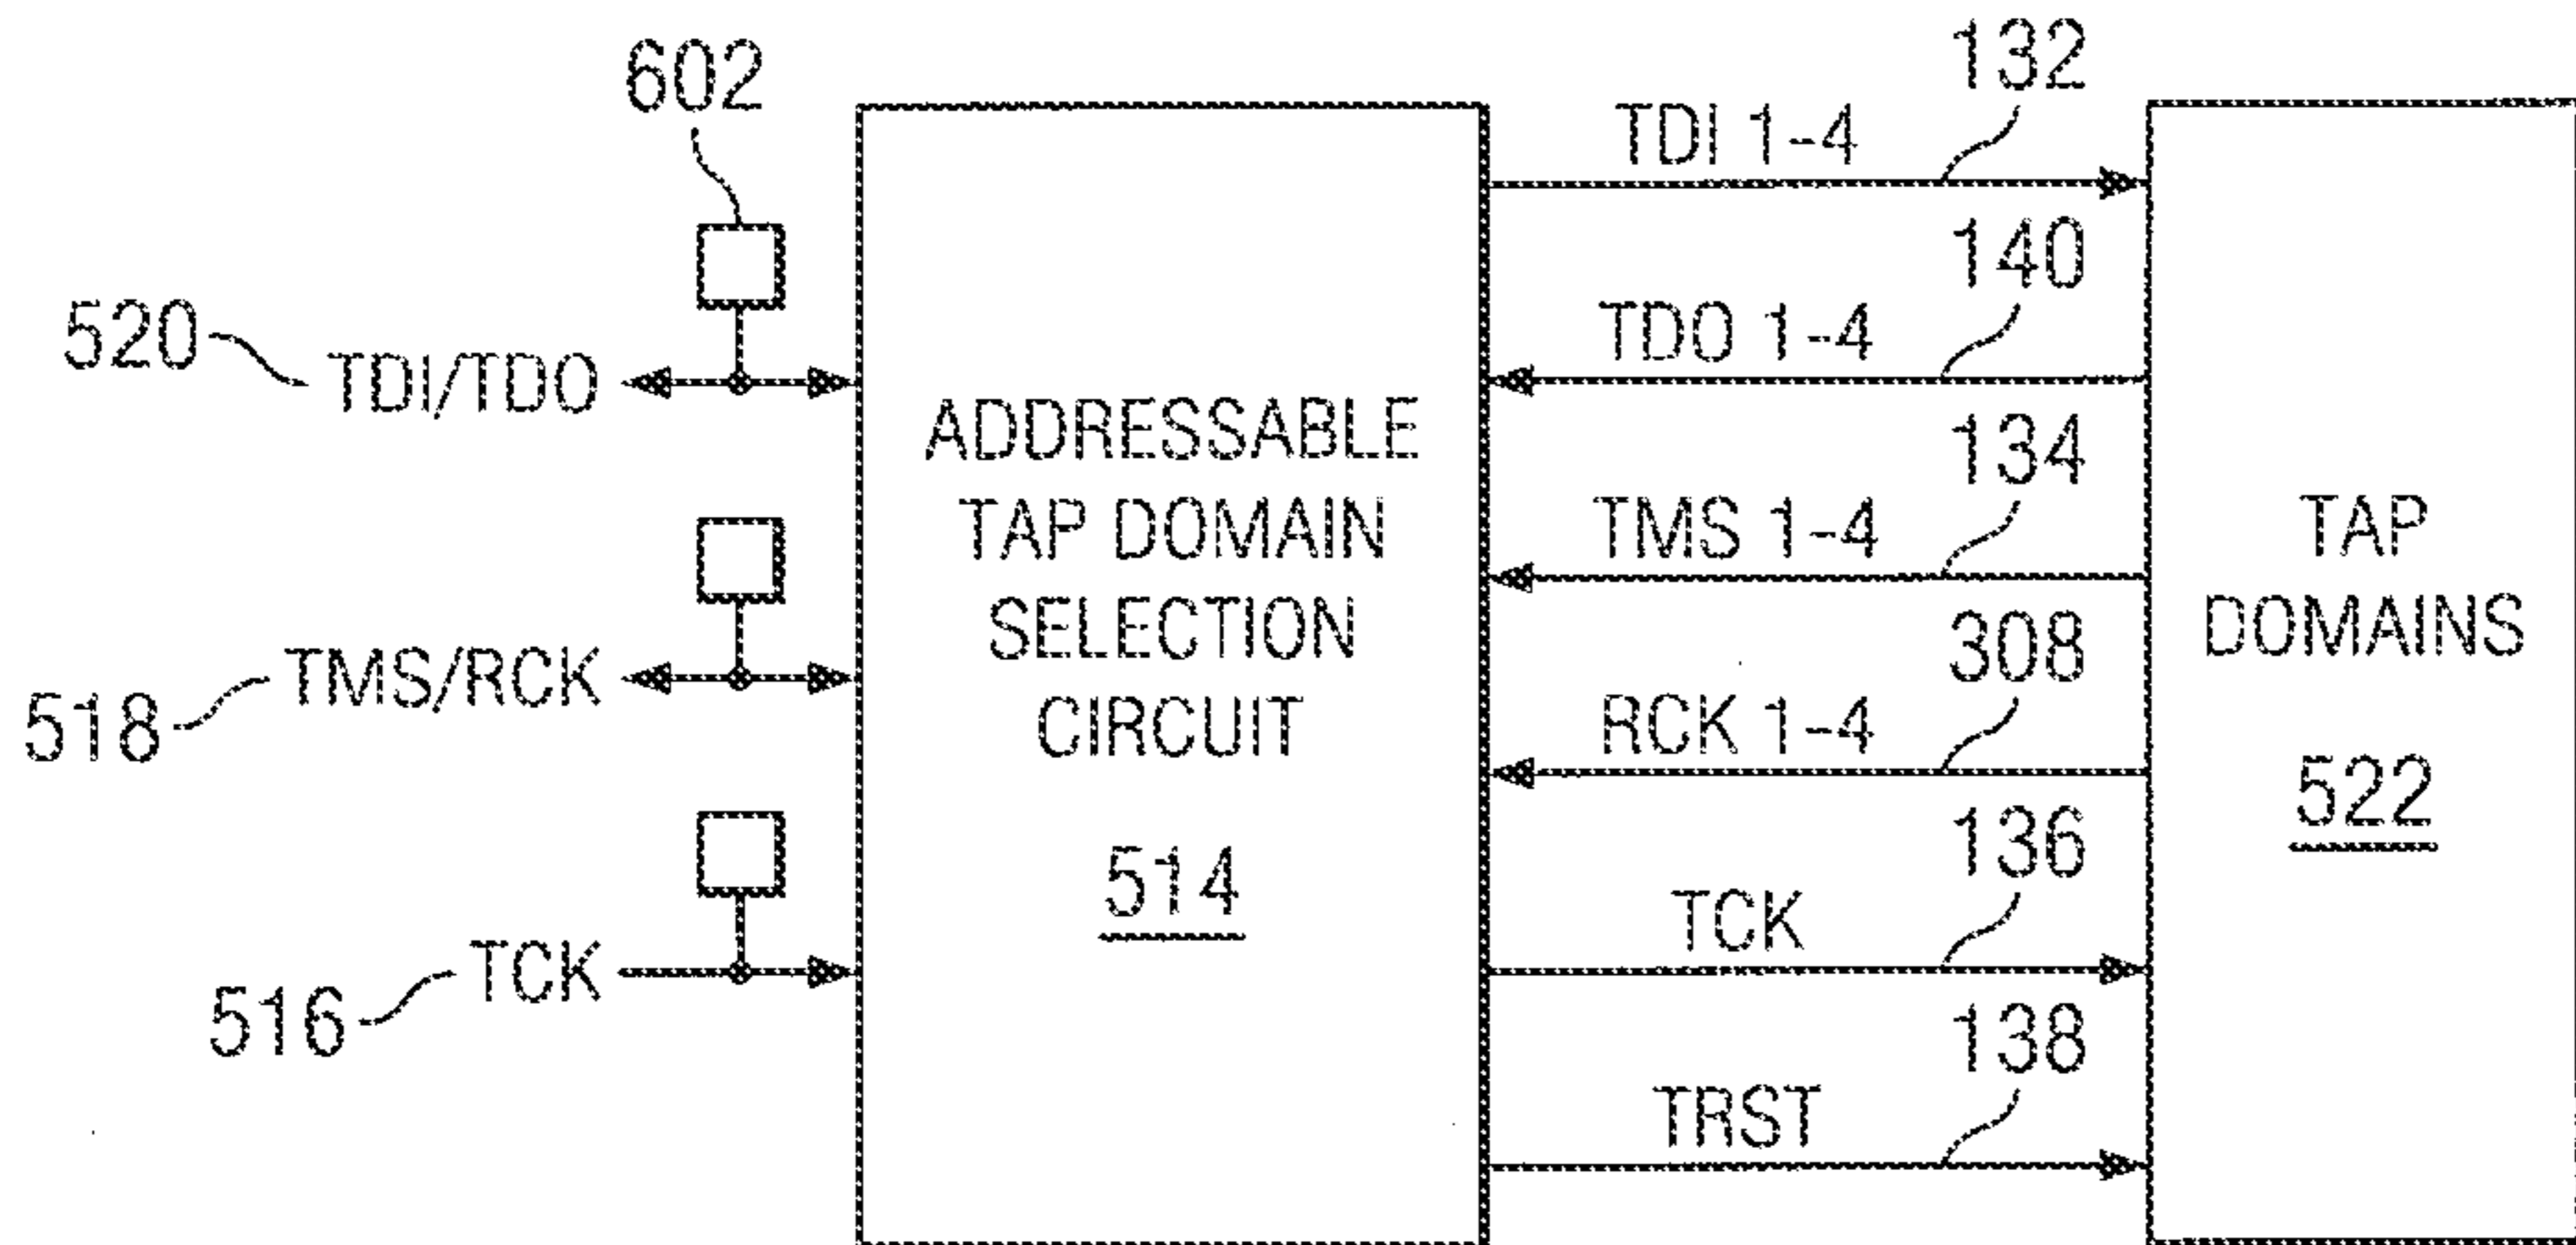 602
520
TDI/TDO
518
TMS/RCK
516
TCK
ADDRESSABLE
TAP DOMAIN
SELECTION
CIRCUIT
514
TDI 1-4
132
TDO 1-4
140
TMS 1-4
134
RCK 1-4
308
TCK
136
TRST
138
TAP
DOMAINS
522